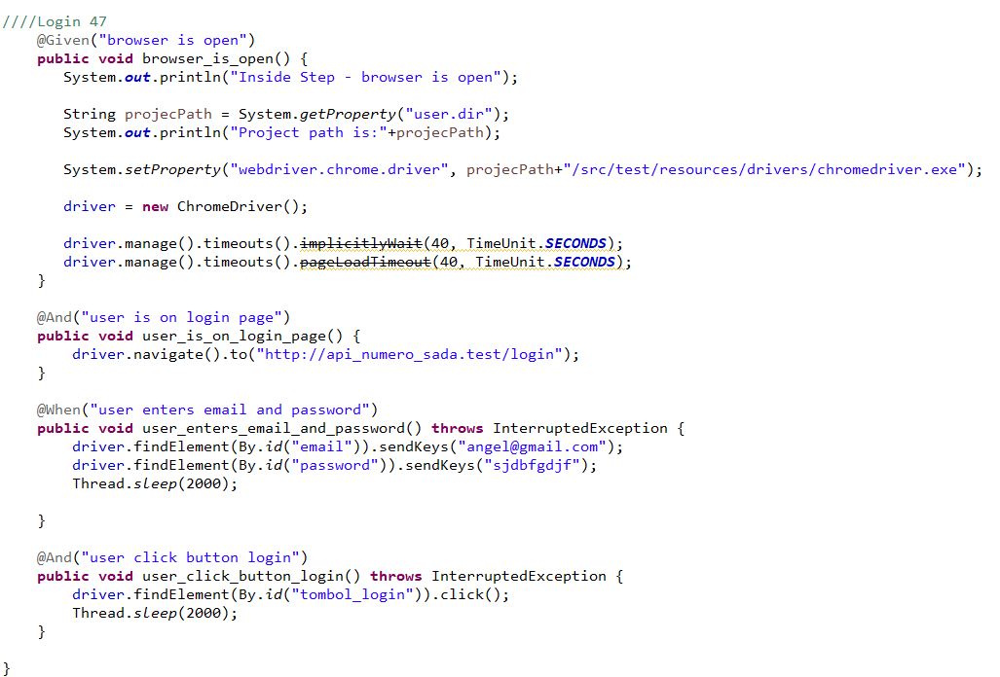 ////Login 47
@Given("browser is open")
public void browser_is_open() {
System.out.println("Inside Step - browser is open");
String projecPath = System.getProperty("user.dir");
System.out.println("Project path is:"+projecPath);
System.setProperty("webdriver.chrome.driver", projecPath+"/src/test/resources/drivers/chromedriver.exe");
driver = new ChromeDriver();
driver.manage().timeouts().implicitlyWait(40, TimeUnit.SECONDS);
driver.manage().timeouts().pageLoadTimeout(40, TimeUnit.SECONDS);
}
@And("user is on login page")
public void user_is_on_login_page() {
driver.navigate().to("http://api_numero_sada.test/login");
}
@When("user enters email and password")
public void user_enters_email_and_password() throws InterruptedException {
driver.findElement(By.id("email")).sendKeys("angel@gmail.com");
driver.findElement(By.id("password")).sendKeys("sjdbfgdjf");
Thread.sleep(2000);
}
@And("user click button login")
public void user_click_button_login() throws InterruptedException {
driver.findElement(By.id("tombol_login")).click();
Thread.sleep(2000);
}
}